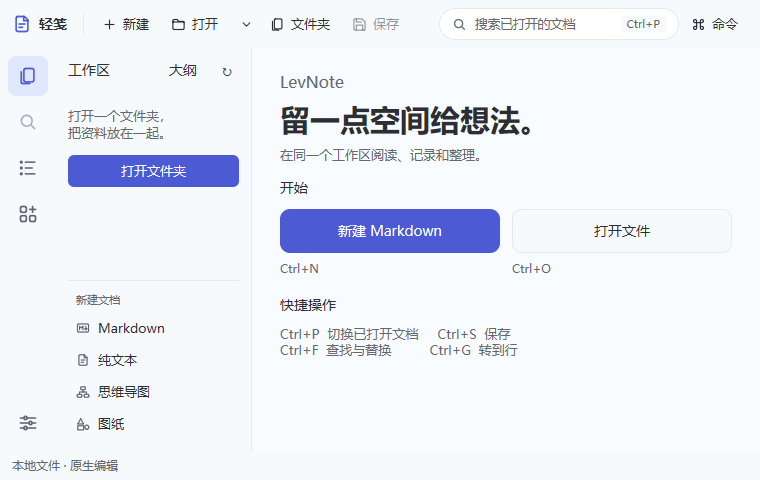 轻笺
新建
打开
文件夹
保存
搜索已打开的文档
Ctrl+P
命令
工作区
大纲
打开一个文件夹，
把资料放在一起。
打开文件夹
新建文档
Markdown
纯文本
思维导图
图纸
LevNote
留一点空间给想法。
在同一个工作区阅读、记录和整理。
开始
新建 Markdown
打开文件
Ctrl+N
Ctrl+O
快捷操作
Ctrl+P 切换已打开文档 Ctrl+S 保存
Ctrl+F 查找与替换 Ctrl+G 转到行
本地文件 · 原生编辑